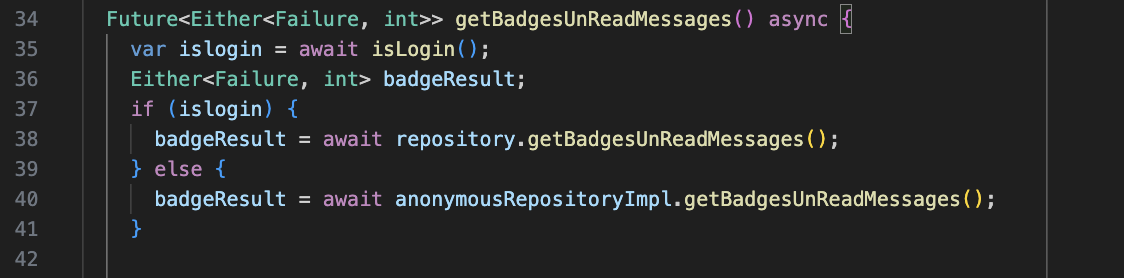 34 Future<Either<Failure, int>> getBadgesUnReadMessages() async {
35 var islogin = await isLogin();
36 Either<Failure, int> badgeResult;
37 if (islogin) {
38 badgeResult = await repository.getBadgesUnReadMessages();
39 } else {
40 badgeResult = await anonymousRepositoryImpl.getBadgesUnReadMessages();
41 }
42